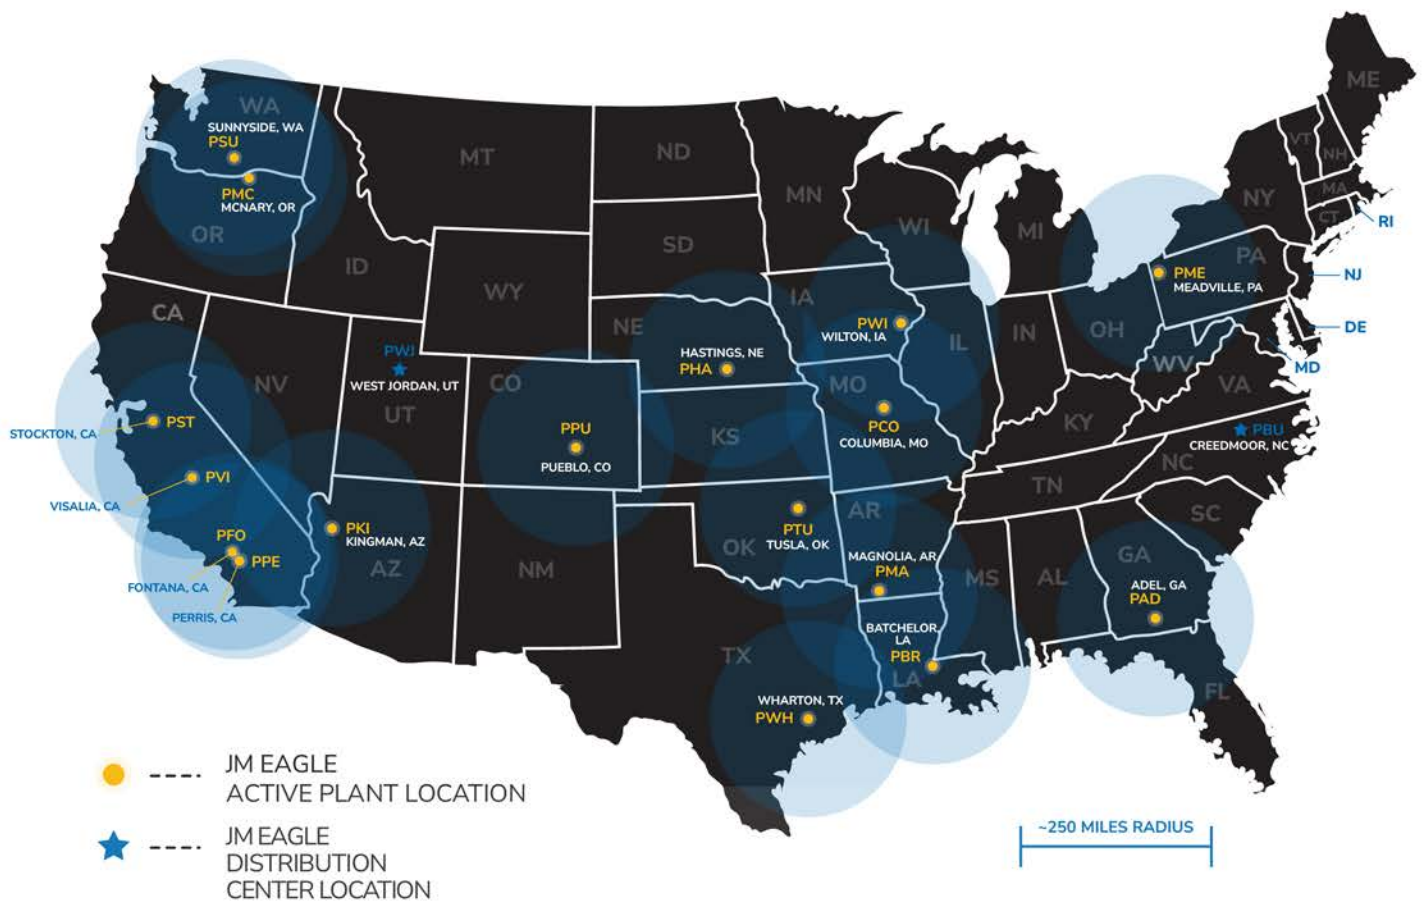 ME
WA
SUNNYSIDE, WA
PSU
PMC
MCNARY, OR
OR
MT
ND
MN
VT
NH
MA
CT
NY
RI
ID
SD
WI
MI
PA
PME
MEADVILLE, PA
NJ
WY
CA
NE
IA
PWI
WILTON, IA
IL
IN
OH
DE
WV
MD
VA
PWJ
WEST JORDAN, UT
UT
NV
CO
HASTINGS, NE
PHA
MO
PCO
COLUMBIA, MO
KY
PBU
CREEDMOOR, NC
NC
STOCKTON, CA
PST
PPU
PUEBLO, CO
KS
TN
VISALIA, CA
PVI
SC
PFO
PPE
FONTANA, CA
PERRIS, CA
PKI
KINGMAN, AZ
AZ
NM
OK
PTU
TUSLA, OK
AR
MAGNOLIA, AR
PMA
MS
AL
GA
ADEL, GA
PAD
BATCHELOR,
LA
PBR
LA
TX
WHARTON, TX
PWH
FL
JM EAGLE
ACTIVE PLANT LOCATION
JM EAGLE
DISTRIBUTION
CENTER LOCATION
~250 MILES RADIUS